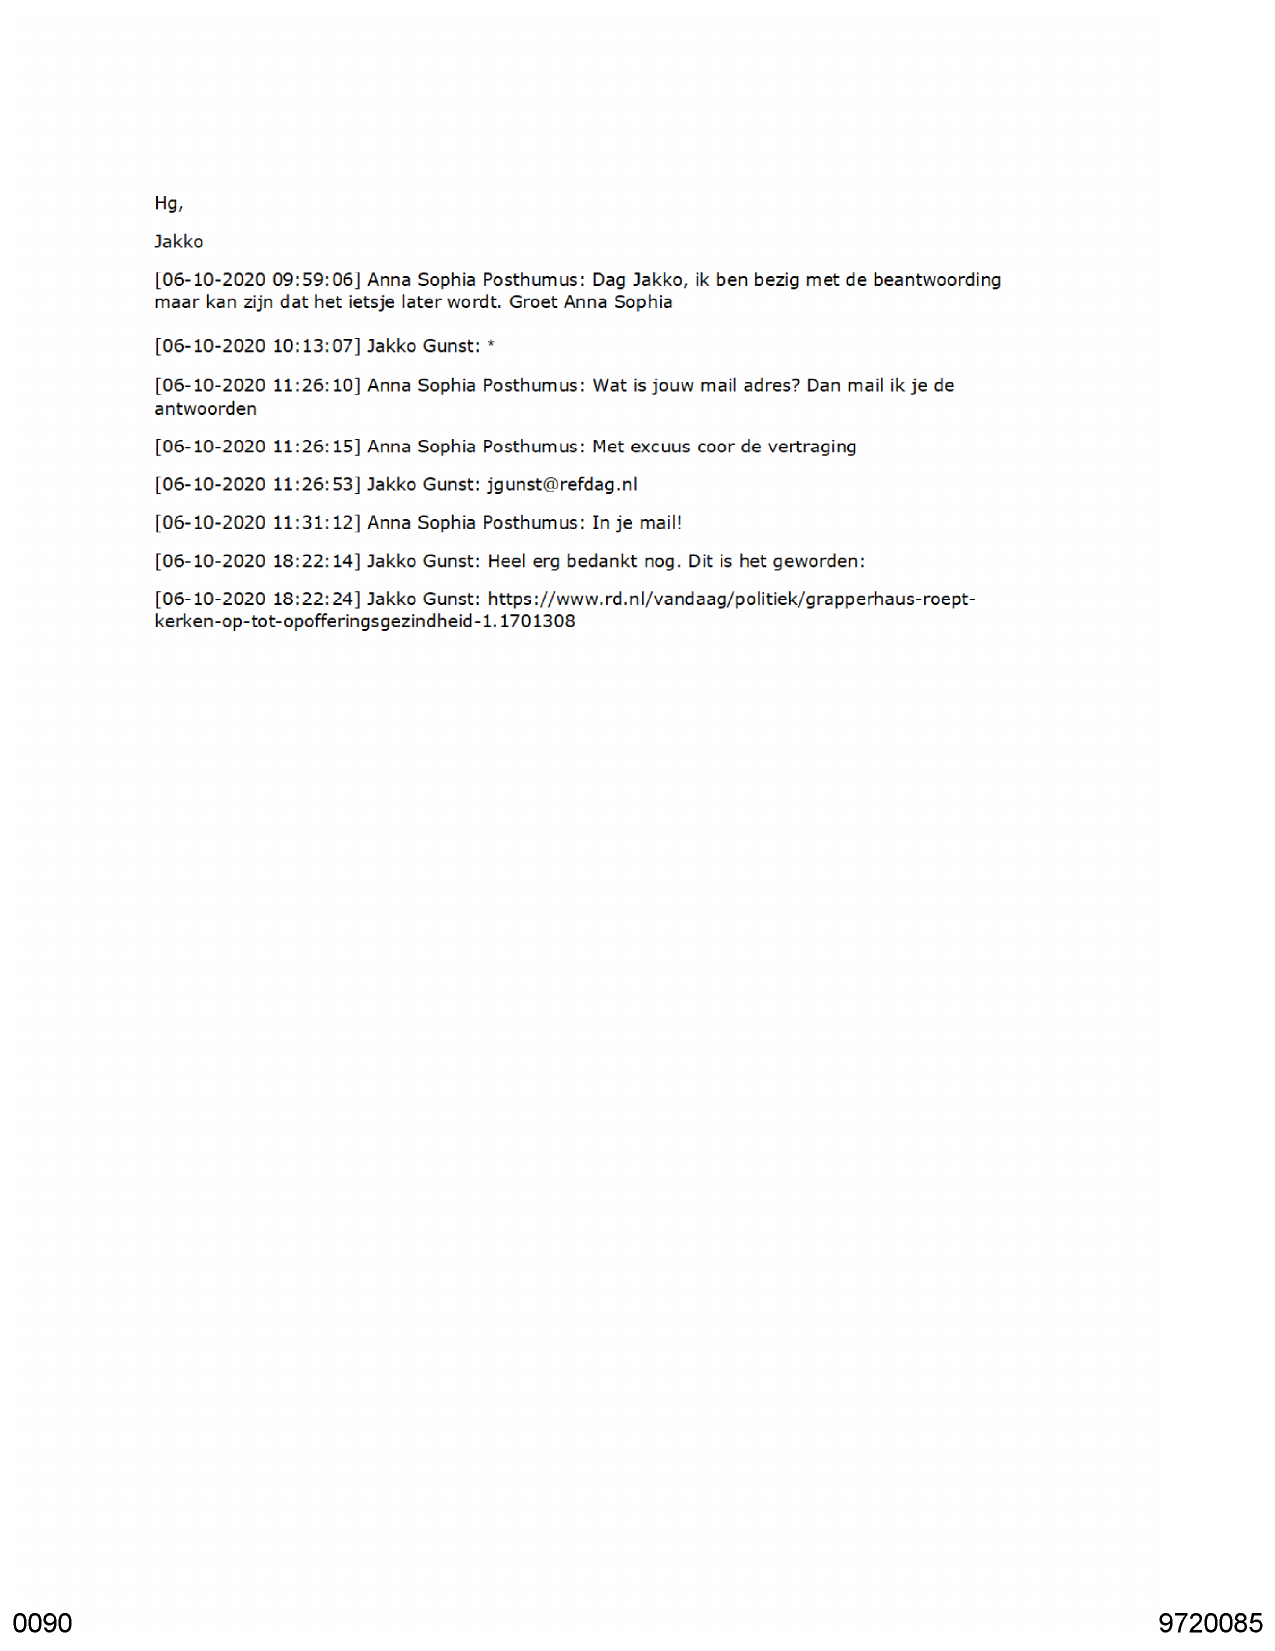 Hg,
Jakko
[06-10-2020 09:59:06] Anna Sophia Posthumus: Dag Jakko, ik ben bezig met de beantwoording
maar kan zijn dat het ietsje later wordt. Groet Anna Sophia
[06-10-2020 10:13:07] Jakko Gunst: *
[06-10-2020 11:26:10] Anna Sophia Posthumus: Wat is jouw mail adres? Dan mail ik je de
antwoorden
[06-10-2020 11:26:15] Anna Sophia Posthumus: Met excuus coor de vertraging
[06-10-2020 11:26:53] Jakko Gunst: jgunst@refdag.nl
[06-10-2020 11:31:12] Anna Sophia Posthumus: In je mail!
[06-10-2020 18:22:14] Jakko Gunst: Heel erg bedankt nog. Dit is het geworden:
[06-10-2020 18:22:24] Jakko Gunst: https://www.rd.nl/vandaag/politiek/grapperhaus-roept-
kerken-op-tot-opofferingsgezindheid-1.1701308
0090
9720085